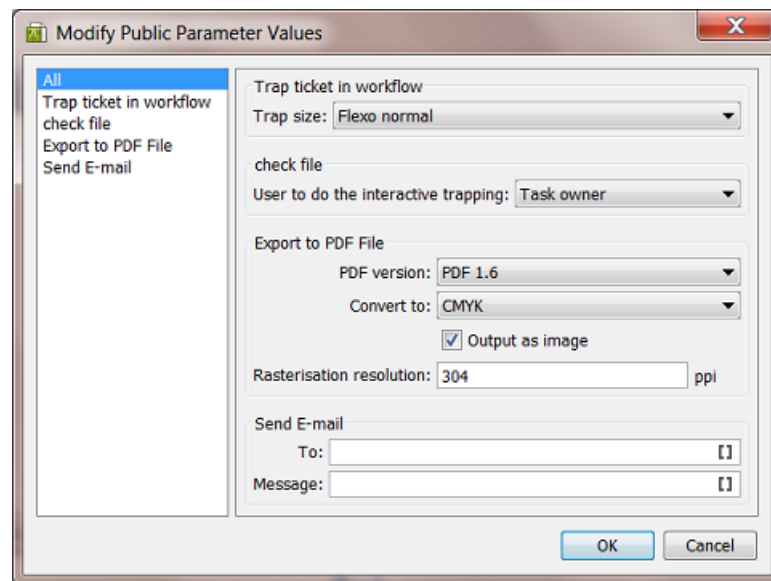 Modify Public Parameter Values
All
Trap ticket in workflow
check file
Export to PDF File
Send E-mail
Trap ticket in workflow
Trap size: Flexo normal
check file
User to do the interactive trapping: Task owner
Export to PDF File
PDF version: PDF 1.6
Convert to: CMYK
Output as image
Rasterisation resolution: 304 ppi
Send E-mail
To: []
Message: []
OK Cancel